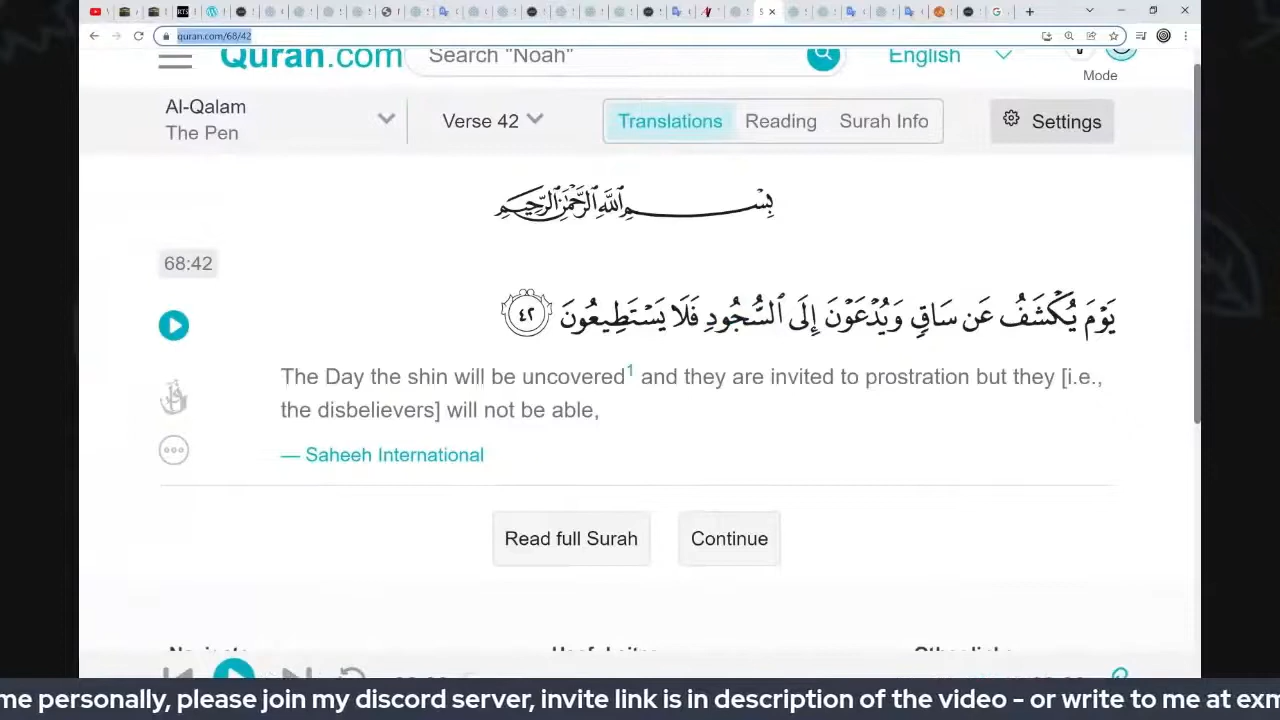 quran.com/68/42
Quran.com
Search "Noah"
English
Mode
Al-Qalam
The Pen
Verse 42
Translations
Reading
Surah Info
Settings
بِسْمِ اللَّهِ الرَّحْمَٰنِ الرَّحِيمِ
68:42
يَوْمَ يُكْشَفُ عَن سَاقٍ وَيُدْعَوْنَ إِلَى ٱلسُّجُودِ فَلَا يَسْتَطِيعُونَ ٤٢
The Day the shin will be uncovered1 and they are invited to prostration but they [i.e.,
the disbelievers] will not be able,
— Saheeh International
Read full Surah
Continue
me personally, please join my discord server, invite link is in description of the video - or write to me at exm